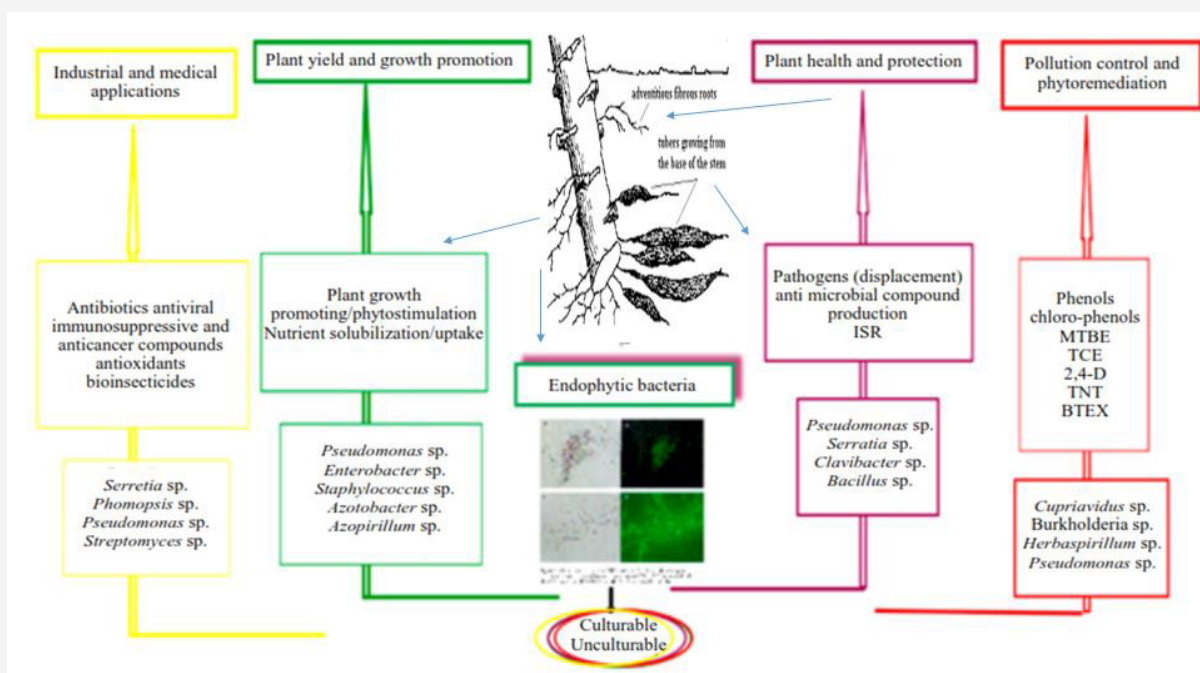 Industrial and medical
applications
Antibiotics antiviral
immunosuppressive and
anticancer compounds
antioxidants
bioinsecticides
Serretia sp.
Phomopsis sp.
Pseudomonas sp.
Streptomyces sp.
Plant yield and growth promotion
Plant growth
promoting/phytostimulation
Nutrient solubilization/uptake
Pseudomonas sp.
Enterobacter sp.
Staphylococcus sp.
Azotobacter sp.
Azopirillum sp.
adventitious fibrous roots
tubers growing from
the base of the stem
Endophytic bacteria
Culturable
Unculturable
Plant health and protection
Pathogens (displacement)
anti microbial compound
production
ISR
Pseudomonas sp.
Serratia sp.
Clavibacter sp.
Bacillus sp.
Pollution control and
phytoremediation
Phenols
chloro-phenols
MTBE
TCE
2,4-D
TNT
BTEX
Cupriavidus sp.
Burkholderia sp.
Herbaspirillum sp.
Pseudomonas sp.